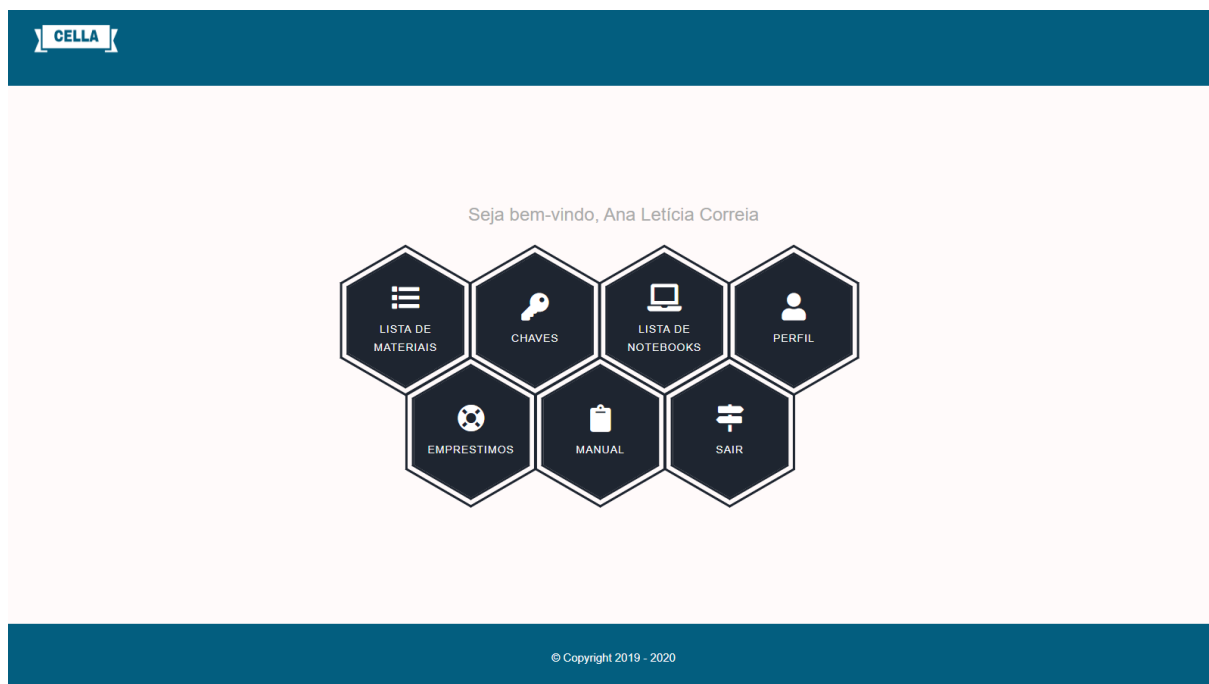 CELLA
Seja bem-vindo, Ana Letícia Correia
LISTA DE
MATERIAIS
CHAVES
LISTA DE
NOTEBOOKS
PERFIL
EMPRESTIMOS
MANUAL
SAIR
© Copyright 2019 - 2020